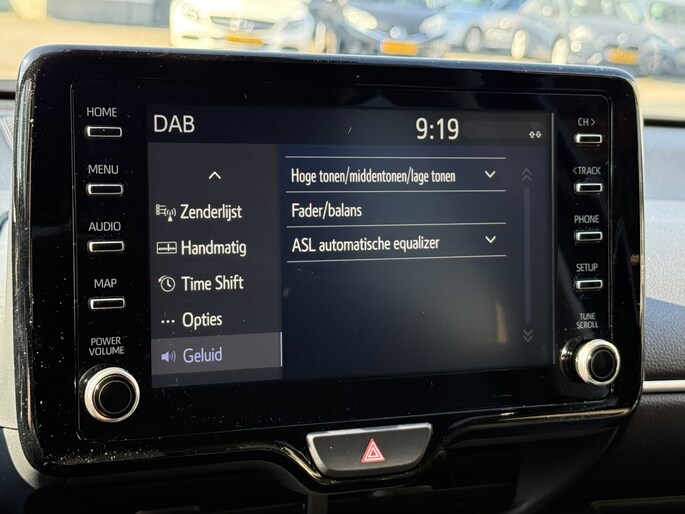 HOME
MENU
AUDIO
MAP
POWER
VOLUME
DAB
9:19
Zenderlijst
Handmatig
Time Shift
Opties
Geluid
Hoge tonen/middentonen/lage tonen
Fader/balans
ASL automatische equalizer
CH >
< TRACK
PHONE
SETUP
TUNE
SCROLL